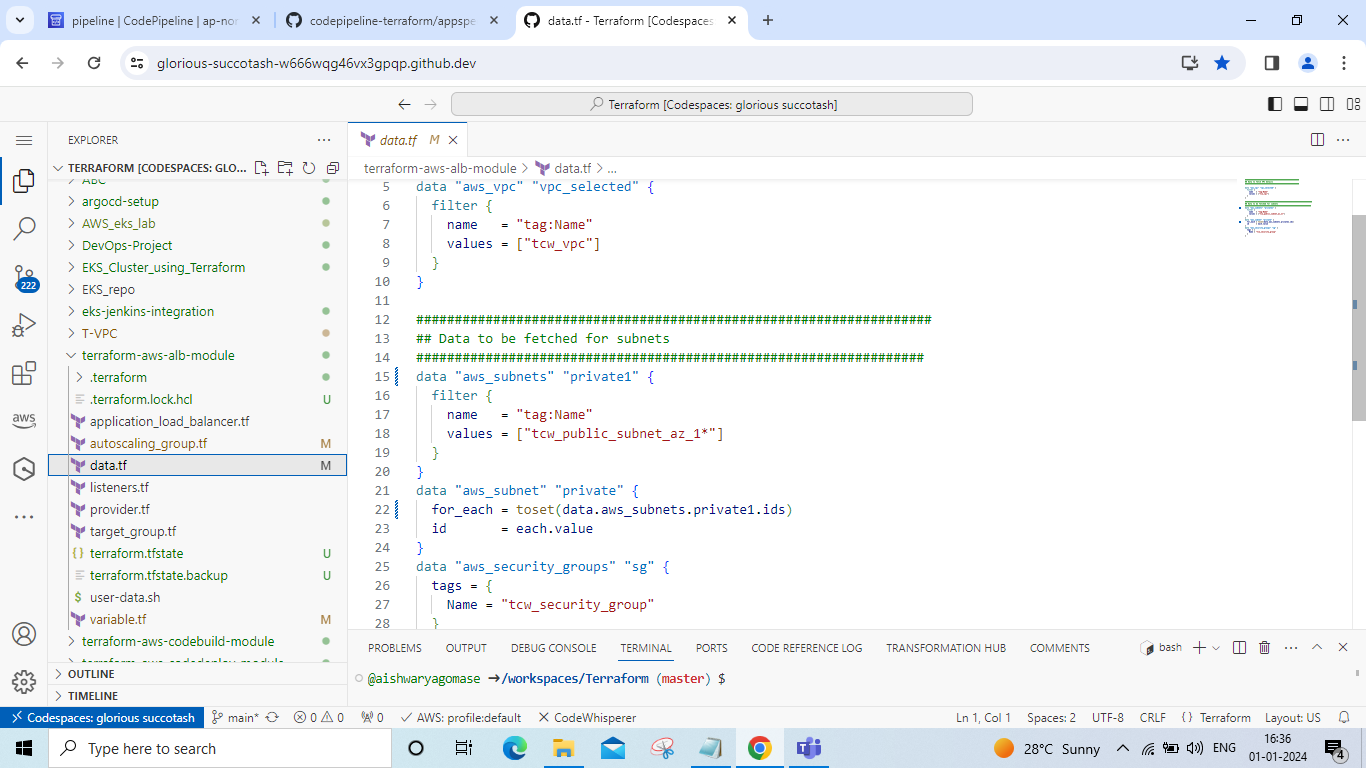 pipeline | CodePipeline | ap-nor
codepipeline-terraform/appspe
data.tf - Terraform [Codespaces
glorious-succotash-w666wqg46vx3gpqp.github.dev
Terraform [Codespaces: glorious succotash]
EXPLORER
TERRAFORM [CODESPACES: GLO...
ABC
argocd-setup
AWS_eks_lab
DevOps-Project
EKS_Cluster_using_Terraform
EKS_repo
eks-jenkins-integration
T-VPC
terraform-aws-alb-module
.terraform
.terraform.lock.hcl U
application_load_balancer.tf
autoscaling_group.tf M
data.tf M
listeners.tf
provider.tf
target_group.tf
terraform.tfstate U
terraform.tfstate.backup U
user-data.sh
variable.tf M
terraform-aws-codebuild-module
terraform-aws-codedeploy-module
OUTLINE
TIMELINE
222
aws
data.tf M
terraform-aws-alb-module > data.tf > ...
5 data "aws_vpc" "vpc_selected" {
6 filter {
7 name = "tag:Name"
8 values = ["tcw_vpc"]
9 }
10 }
11
12 ###################################################################
13 ## Data to be fetched for subnets
14 ##################################################################
15 data "aws_subnets" "private1" {
16 filter {
17 name = "tag:Name"
18 values = ["tcw_public_subnet_az_1*"]
19 }
20 }
21 data "aws_subnet" "private" {
22 for_each = toset(data.aws_subnets.private1.ids)
23 id = each.value
24 }
25 data "aws_security_groups" "sg" {
26 tags = {
27 Name = "tcw_security_group"
28 }
PROBLEMS OUTPUT DEBUG CONSOLE TERMINAL PORTS CODE REFERENCE LOG TRANSFORMATION HUB COMMENTS
bash
@aishwaryagomase ➜/workspaces/Terraform (master) $
Codespaces: glorious succotash main* 0 0 0 AWS: profile:default CodeWhisperer
Ln 1, Col 1 Spaces: 2 UTF-8 CRLF {} Terraform Layout: US
Type here to search
28°C Sunny
ENG
16:36
01-01-2024
4